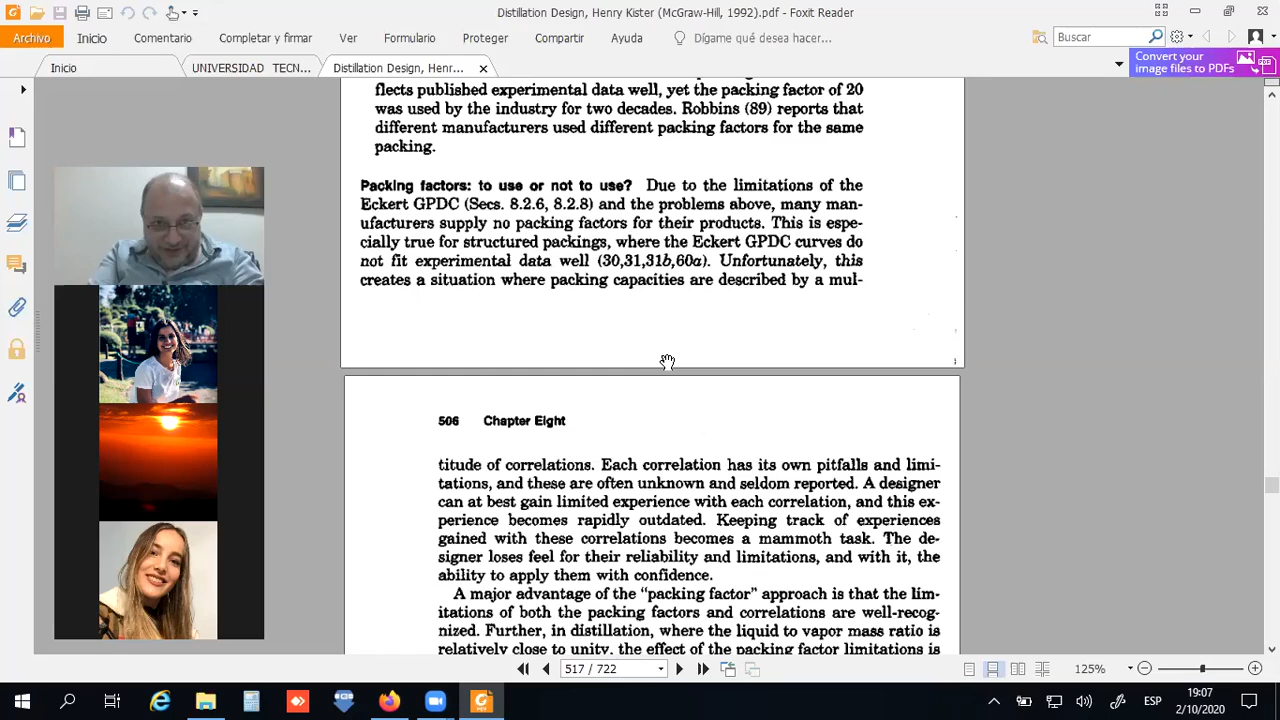 Distillation Design, Henry Kister (McGraw-Hill, 1992).pdf - Foxit Reader
Archivo Inicio Comentario Completar y firmar Ver Formulario Proteger Compartir Ayuda Dígame qué desea hacer... Buscar
Inicio UNIVERSIDAD TECN... Distillation Design, Henr...
Convert your
image files to PDFs
flects published experimental data well, yet the packing factor of 20
was used by the industry for two decades. Robbins (89) reports that
different manufacturers used different packing factors for the same
packing.
Packing factors: to use or not to use? Due to the limitations of the
Eckert GPDC (Secs. 8.2.6, 8.2.8) and the problems above, many man-
ufacturers supply no packing factors for their products. This is espe-
cially true for structured packings, where the Eckert GPDC curves do
not fit experimental data well (30,31,31b,60a). Unfortunately, this
creates a situation where packing capacities are described by a mul-
506 Chapter Eight
titude of correlations. Each correlation has its own pitfalls and limi-
tations, and these are often unknown and seldom reported. A designer
can at best gain limited experience with each correlation, and this ex-
perience becomes rapidly outdated. Keeping track of experiences
gained with these correlations becomes a mammoth task. The de-
signer loses feel for their reliability and limitations, and with it, the
ability to apply them with confidence.
A major advantage of the "packing factor" approach is that the lim-
itations of both the packing factors and correlations are well-recog-
nized. Further, in distillation, where the liquid to vapor mass ratio is
relatively close to unity, the effect of the packing factor limitations is
517 / 722
125%
ESP
19:07
2/10/2020